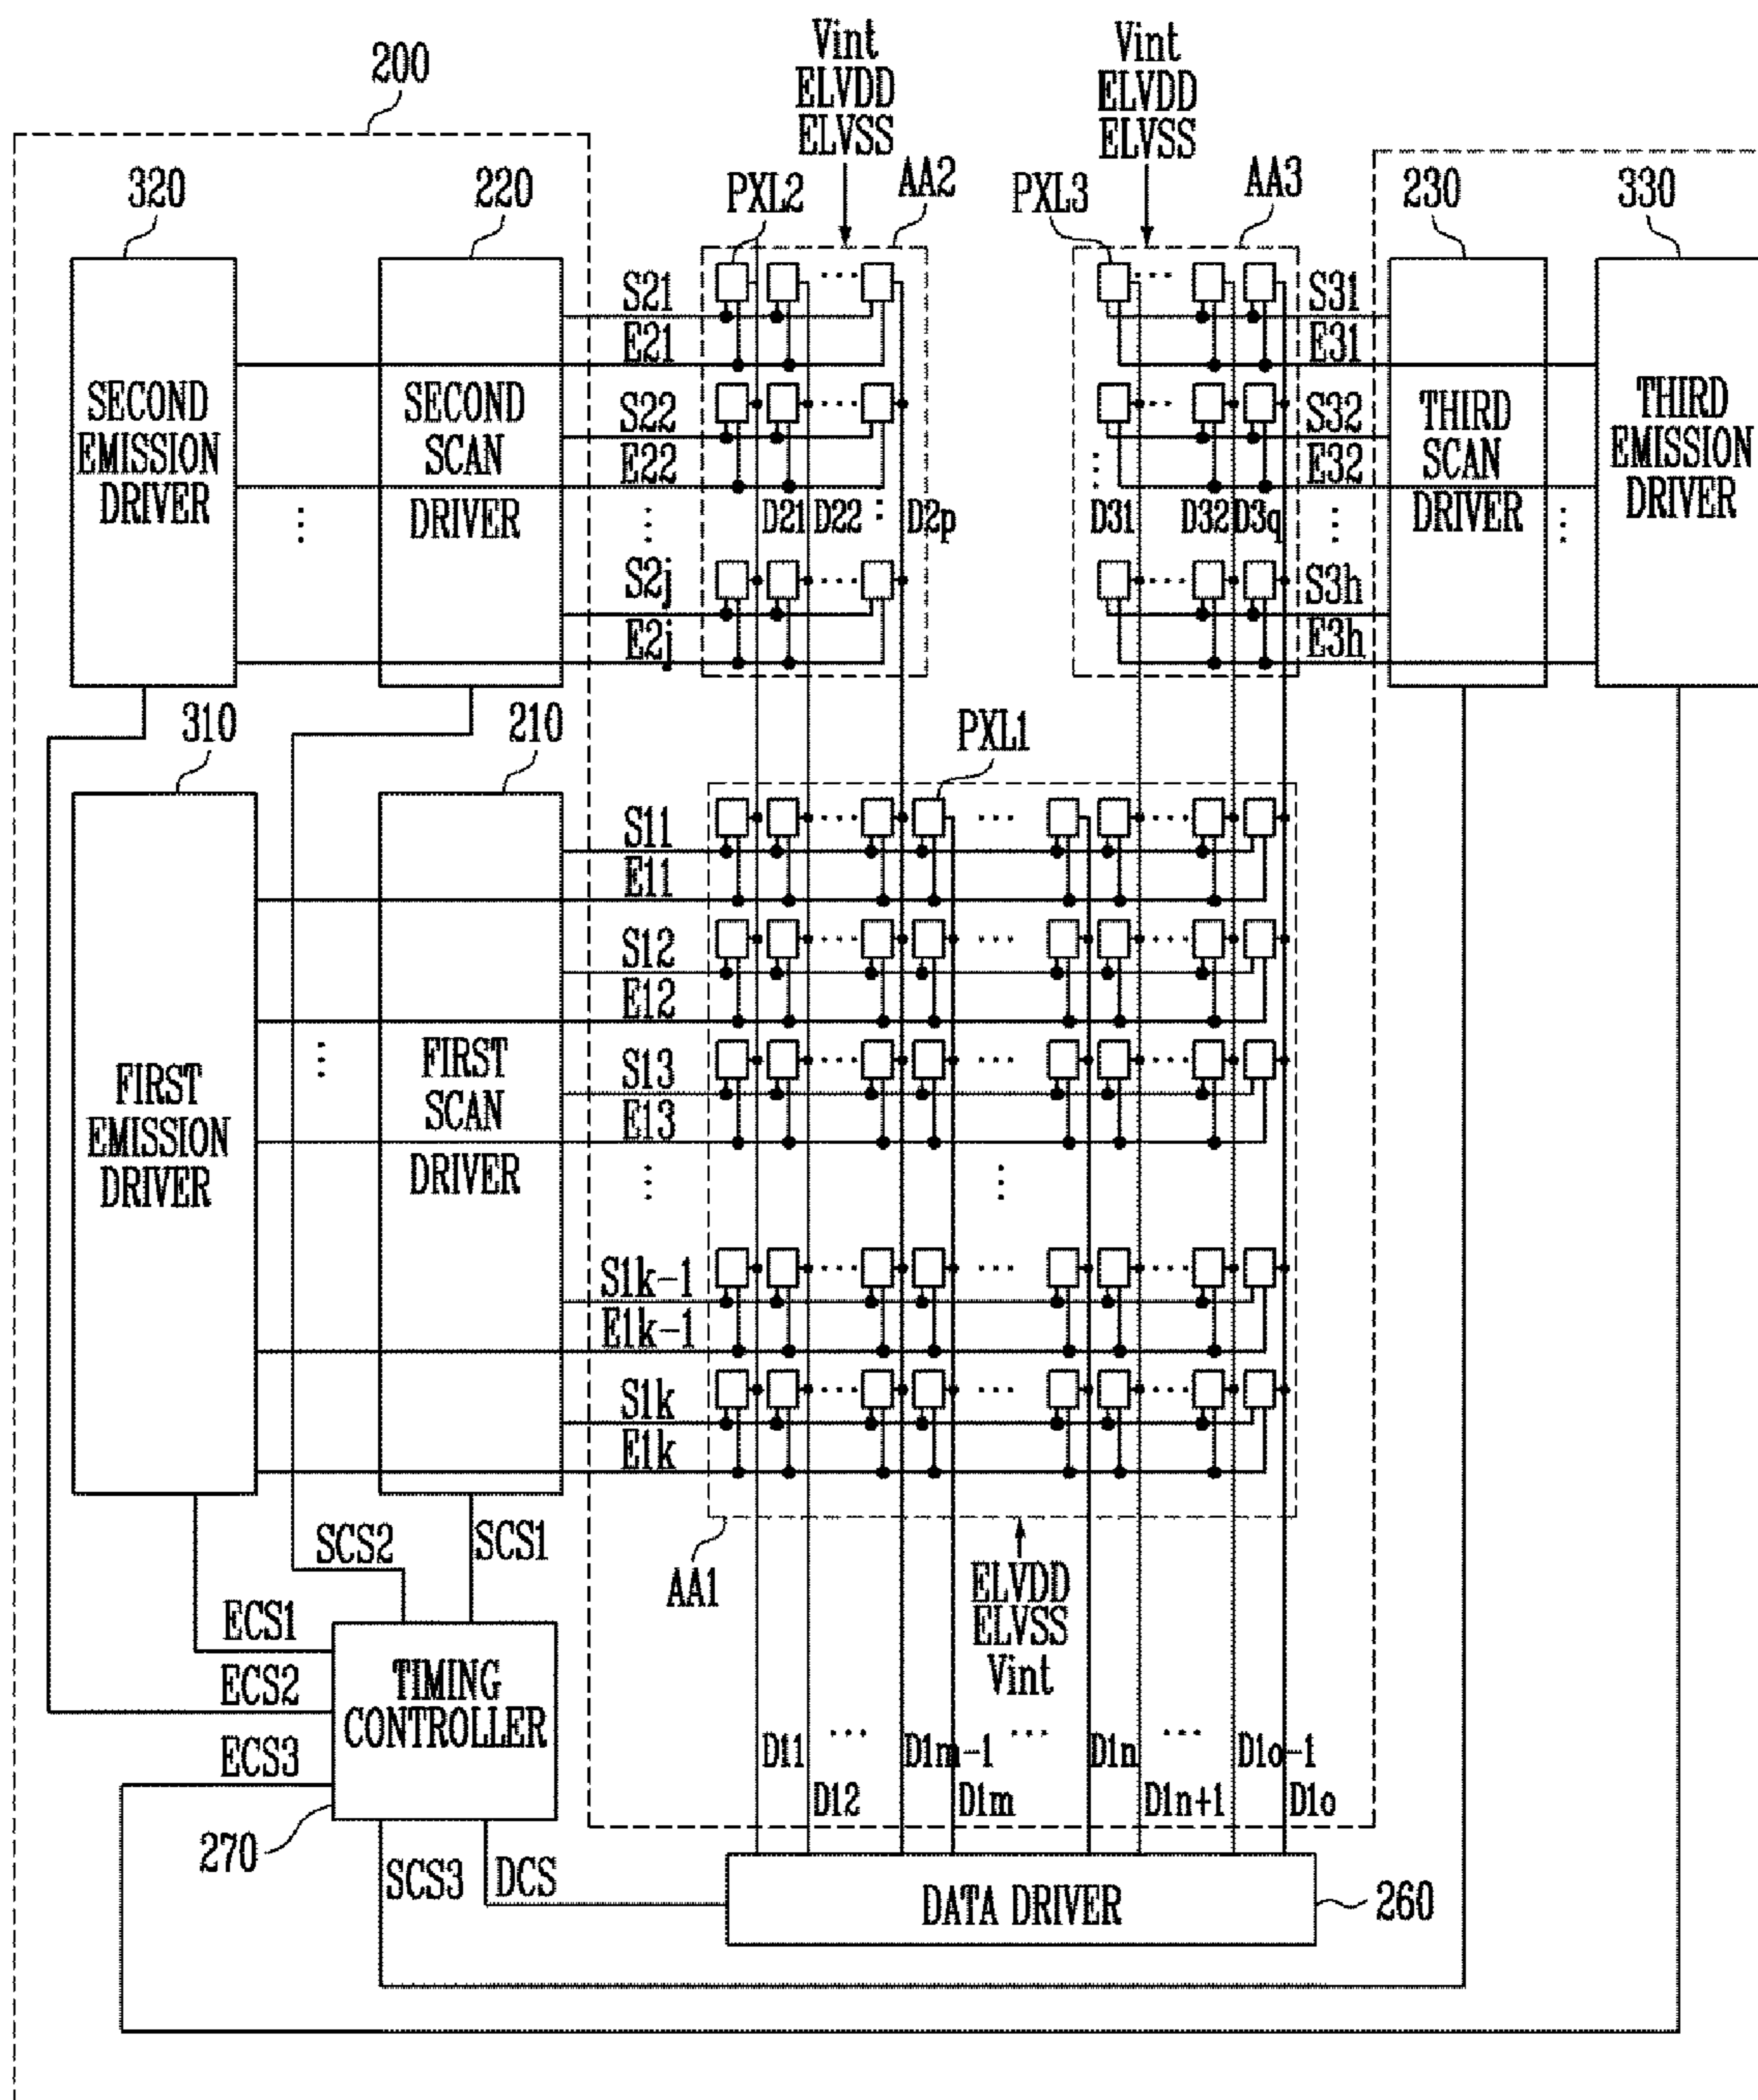 200
Vint
ELVDD
ELVSS
Vint
ELVDD
ELVSS
320
220
PXL2
AA2
PXL3
AA3
230
330
SECOND
EMISSION
DRIVER
SECOND
SCAN
DRIVER
S21
E21
S22
E22
S2j
E2j
D21
D22
D2p
D31
D32
D3q
S31
E31
S32
E32
S3h
E3h
THIRD
SCAN
DRIVER
THIRD
EMISSION
DRIVER
310
210
PXL1
FIRST
EMISSION
DRIVER
FIRST
SCAN
DRIVER
S11
E11
S12
E12
S13
E13
S1k-1
E1k-1
S1k
E1k
SCS2
SCS1
AA1
ELVDD
ELVSS
Vint
ECS1
ECS2
ECS3
TIMING
CONTROLLER
270
SCS3
DCS
D11
D12
D1m-1
D1m
D1n
D1n+1
D1o-1
D1o
DATA DRIVER
260